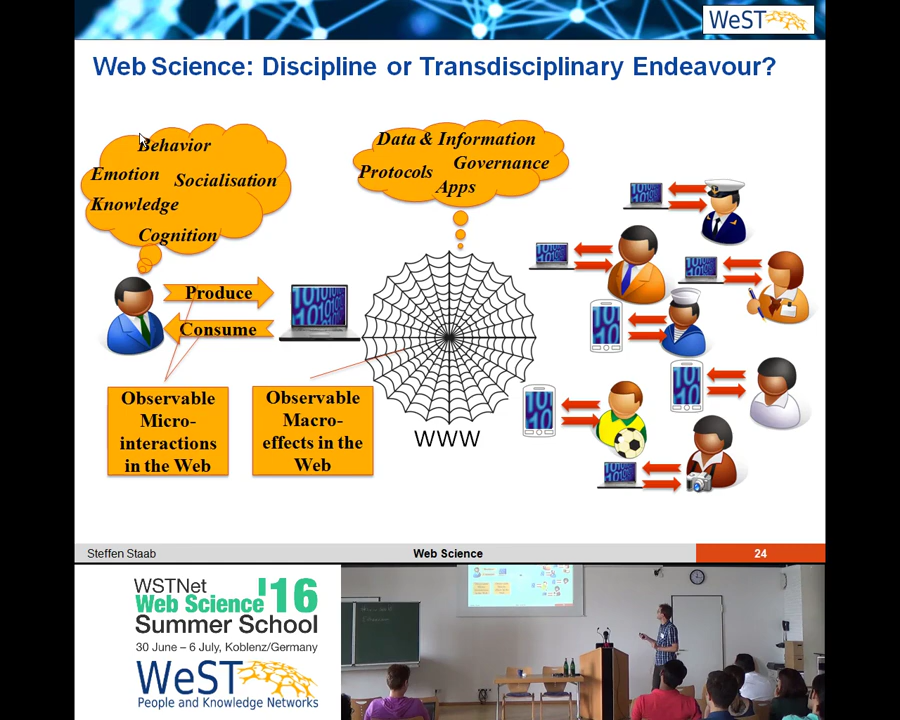 WeST
Web Science: Discipline or Transdisciplinary Endeavour?
Behavior
Emotion
Socialisation
Knowledge
Cognition
Data & Information
Governance
Protocols
Apps
Produce
Consume
Observable
Micro-
interactions
in the Web
Observable
Macro-
effects in the
Web
WWW
Steffen Staab
Web Science
24
WSTNet
Web Science '16
Summer School
30 June – 6 July, Koblenz/Germany
WeST
People and Knowledge Networks